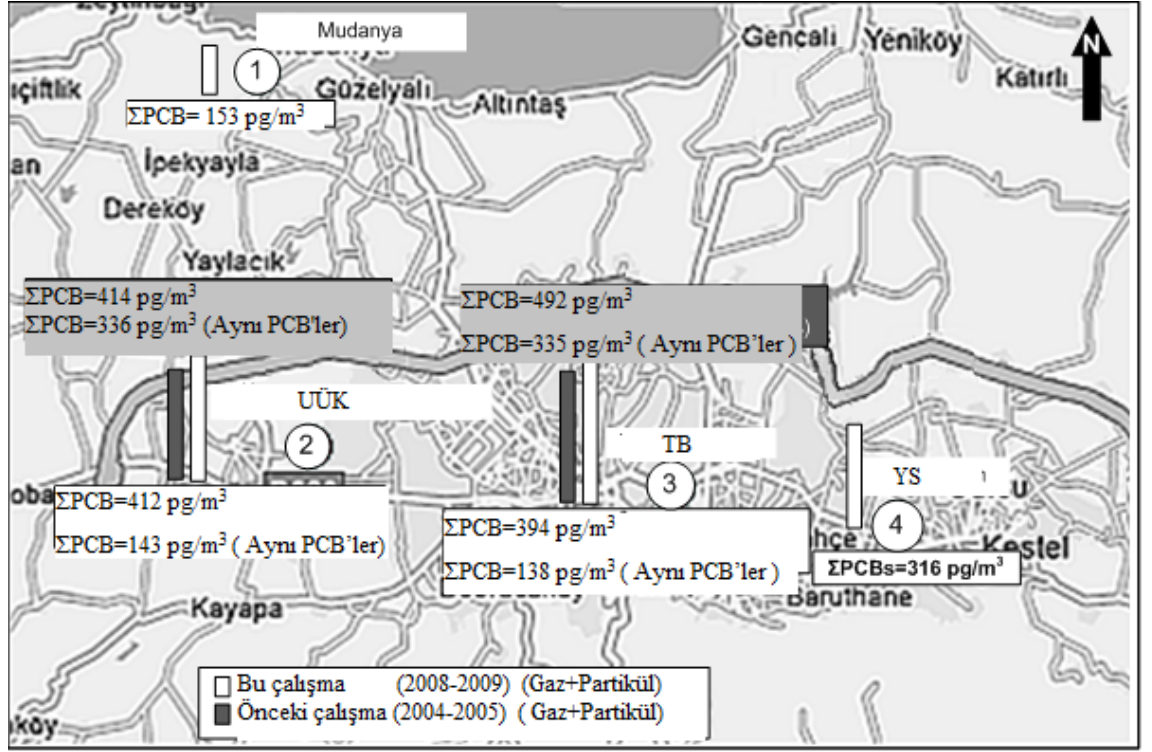 Mudanya
N
1
ΣPCB= 153 pg/m³
Gençali
Yeniköy
Katırlı
Güzelyalı
Altıntaş
İpekyayla
Dereköy
Yaylacık
ΣPCB=414 pg/m³
ΣPCB=336 pg/m³ (Aynı PCB'ler)
ΣPCB=492 pg/m³
ΣPCB=335 pg/m³ ( Aynı PCB’ler )
UÜK
2
TB
3
YS
4
ΣPCB=412 pg/m³
ΣPCB=143 pg/m³ ( Aynı PCB’ler)
ΣPCB=394 pg/m³
ΣPCB=138 pg/m³ ( Aynı PCB’ler )
Kestel
ΣPCBs=316 pg/m³
Baruthane
Kayapa
Bu çalışma (2008-2009) (Gaz+Partikül)
Önceki çalışma (2004-2005) ( Gaz+Partikül)